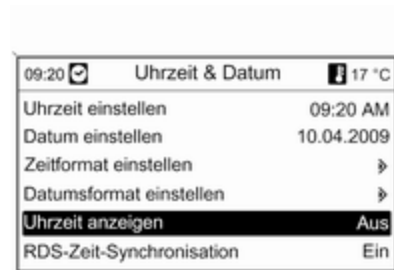 09:20 Uhrzeit & Datum 17 °C
Uhrzeit einstellen 09:20 AM
Datum einstellen 10.04.2009
Zeitformat einstellen
Datumsformat einstellen
Uhrzeit anzeigen Aus
RDS-Zeit-Synchronisation Ein